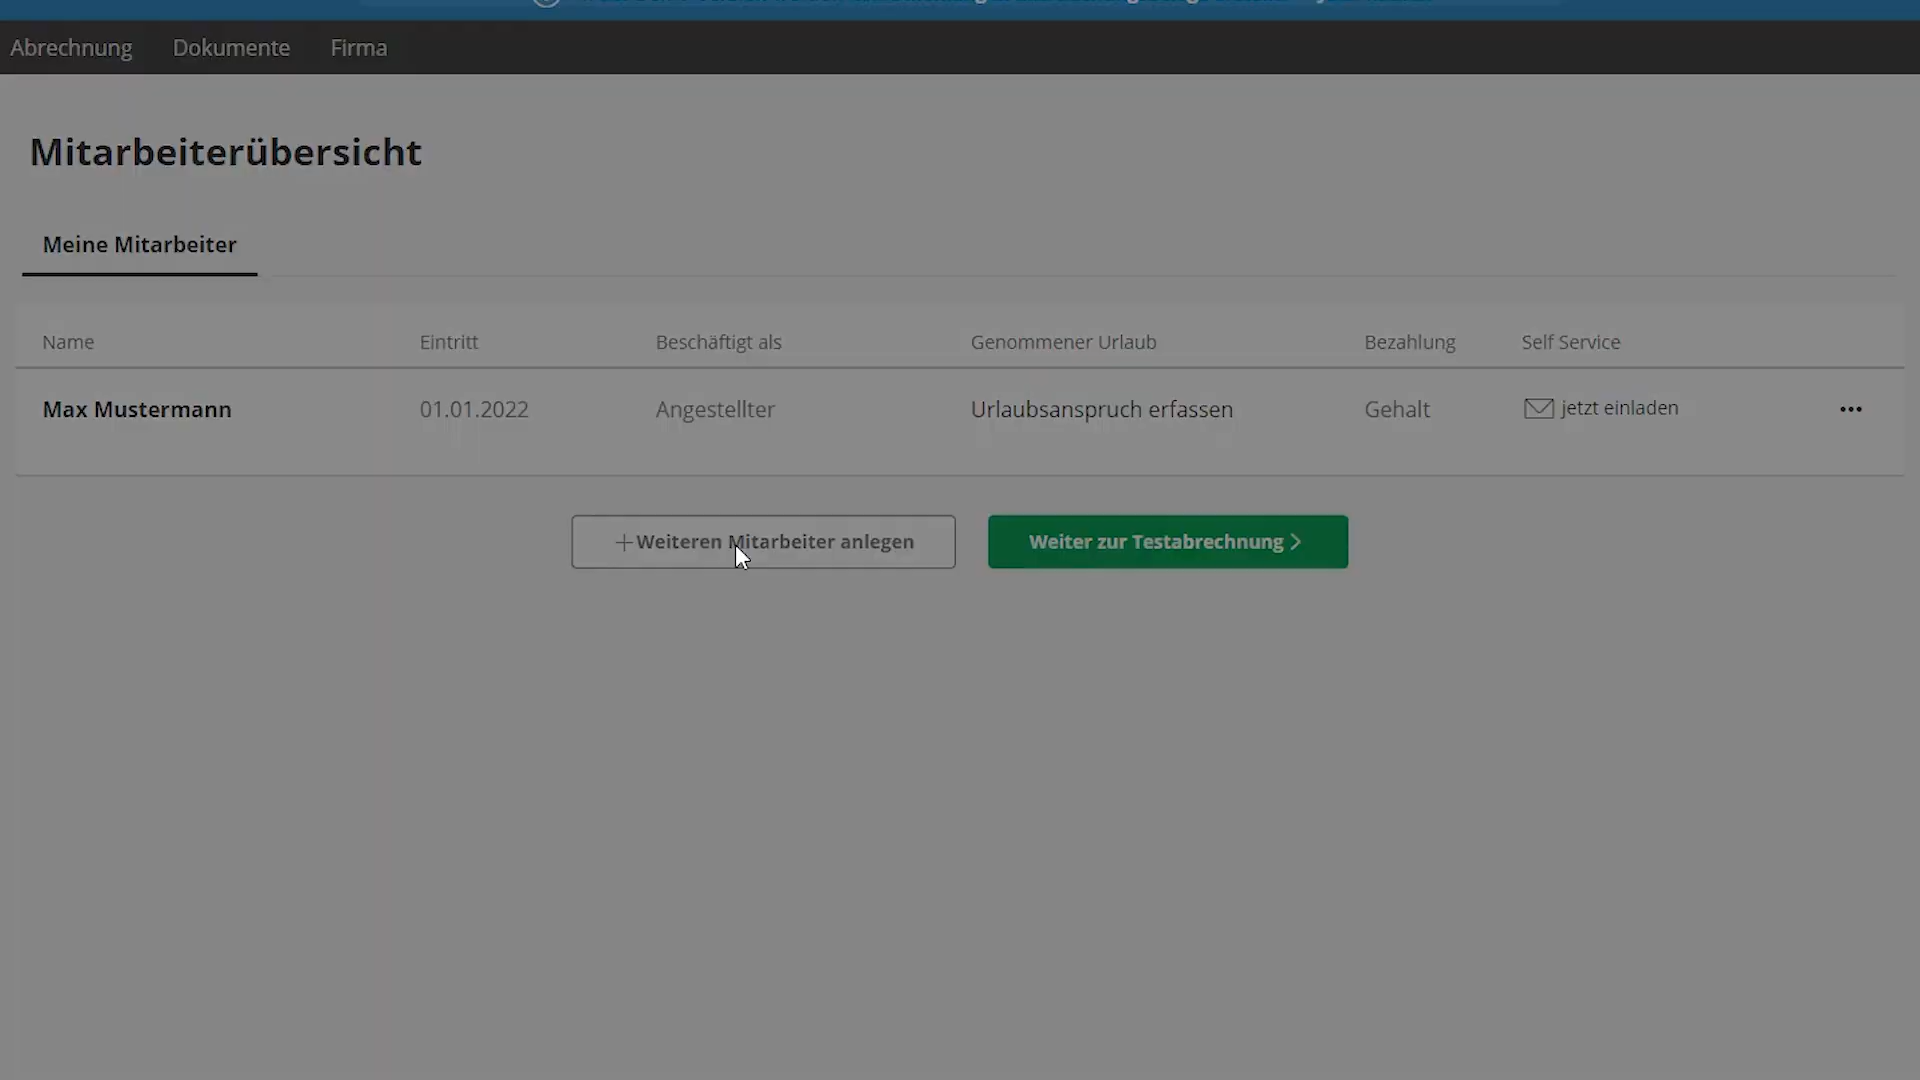 Abrechnung Dokumente Firma
Mitarbeiterübersicht
Meine Mitarbeiter
Name Eintritt Beschäftigt als Genommener Urlaub Bezahlung Self Service
Max Mustermann 01.01.2022 Angestellter Urlaubsanspruch erfassen Gehalt jetzt einladen
Weiteren Mitarbeiter anlegen Weiter zur Testabrechnung